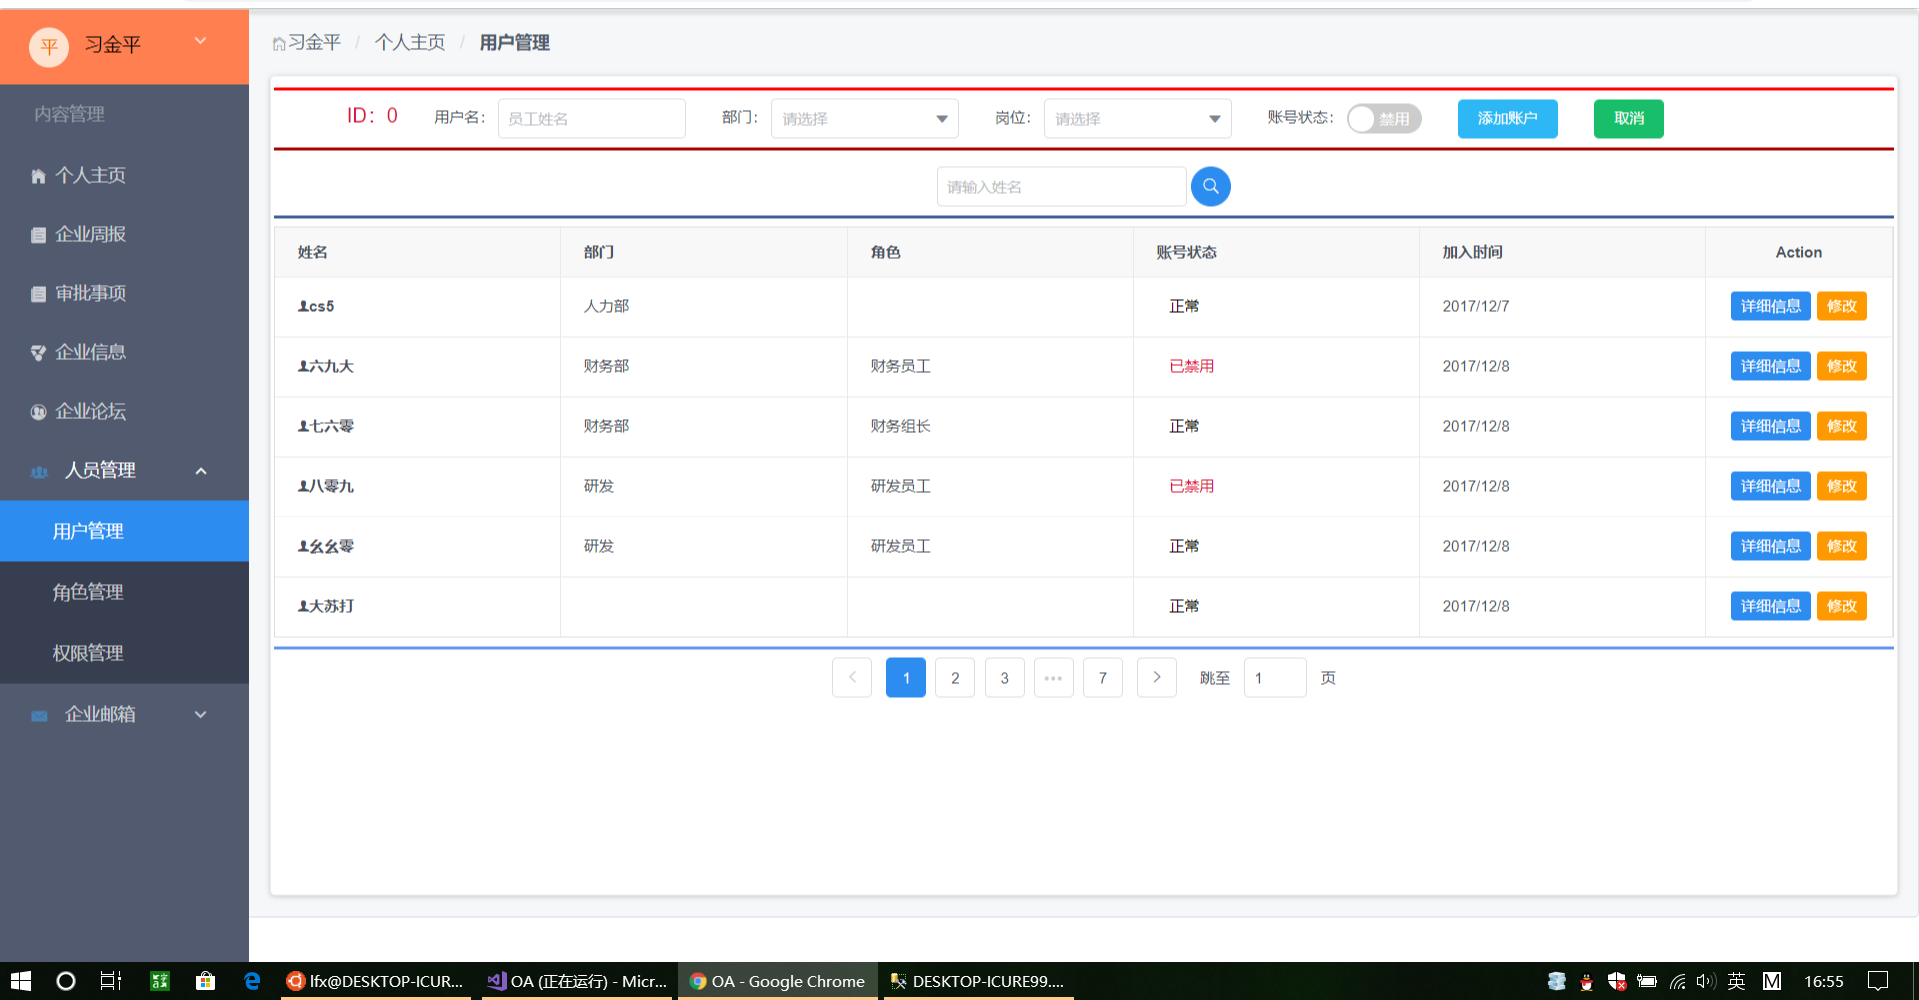 平 习金平
内容管理
个人主页
企业周报
审批事项
企业信息
企业论坛
人员管理
用户管理
角色管理
权限管理
企业邮箱
习金平 / 个人主页 / 用户管理
ID：0 用户名： 员工姓名 部门： 请选择 岗位： 请选择 账号状态： 禁用 添加账户 取消
请输入姓名
姓名 部门 角色 账号状态 加入时间 Action
cs5 人力部 正常 2017/12/7 详细信息 修改
六九大 财务部 财务员工 已禁用 2017/12/8 详细信息 修改
七六零 财务部 财务组长 正常 2017/12/8 详细信息 修改
八零九 研发 研发员工 已禁用 2017/12/8 详细信息 修改
幺幺零 研发 研发员工 正常 2017/12/8 详细信息 修改
大苏打 正常 2017/12/8 详细信息 修改
1 2 3 ••• 7 跳至 1 页
lfx@DESKTOP-ICUR... OA (正在运行) - Micr... OA - Google Chrome DESKTOP-ICURE99.... 英 M 16:55